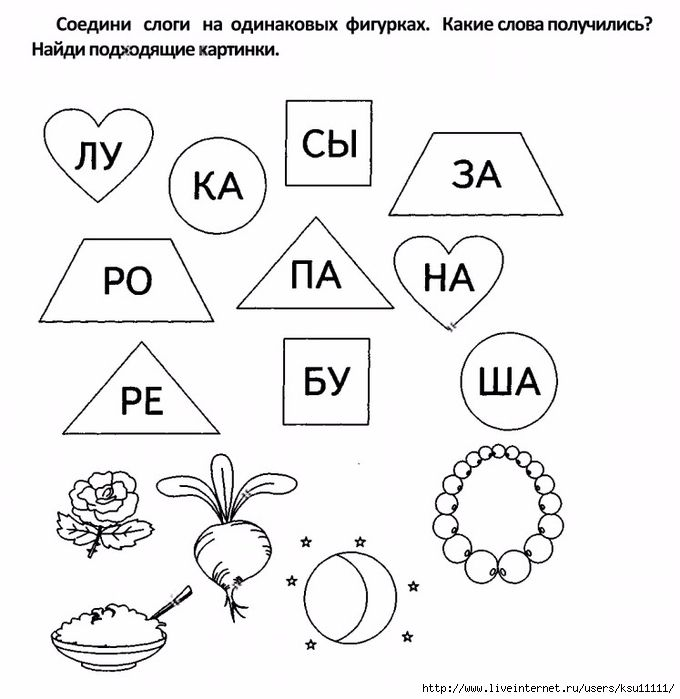 Соедини слоги на одинаковых фигурках. Какие слова получились?
Найди подходящие картинки.
ЛУ
КА
СЫ
ЗА
РО
ПА
НА
РЕ
БУ
ША
http://www.liveinternet.ru/users/ksu11111/